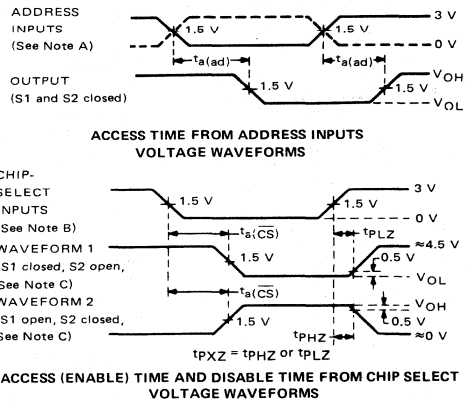 ADDRESS
INPUTS
(See Note A)
1.5 V
1.5 V
3 V
0 V
ta(ad)
ta(ad)
OUTPUT
(S1 and S2 closed)
1.5 V
1.5 V
VOH
VOL
ACCESS TIME FROM ADDRESS INPUTS
VOLTAGE WAVEFORMS
CHIP-
SELECT
INPUTS
(See Note B)
1.5 V
1.5 V
3 V
0 V
ta(C̅S̅)
tPLZ
WAVEFORM 1
(S1 closed, S2 open,
See Note C)
1.5 V
≈4.5 V
0.5 V
VOL
ta(C̅S̅)
WAVEFORM 2
(S1 open, S2 closed,
See Note C)
1.5 V
VOH
0.5 V
≈0 V
tPHZ
tPXZ = tPHZ or tPLZ
ACCESS (ENABLE) TIME AND DISABLE TIME FROM CHIP SELECT
VOLTAGE WAVEFORMS